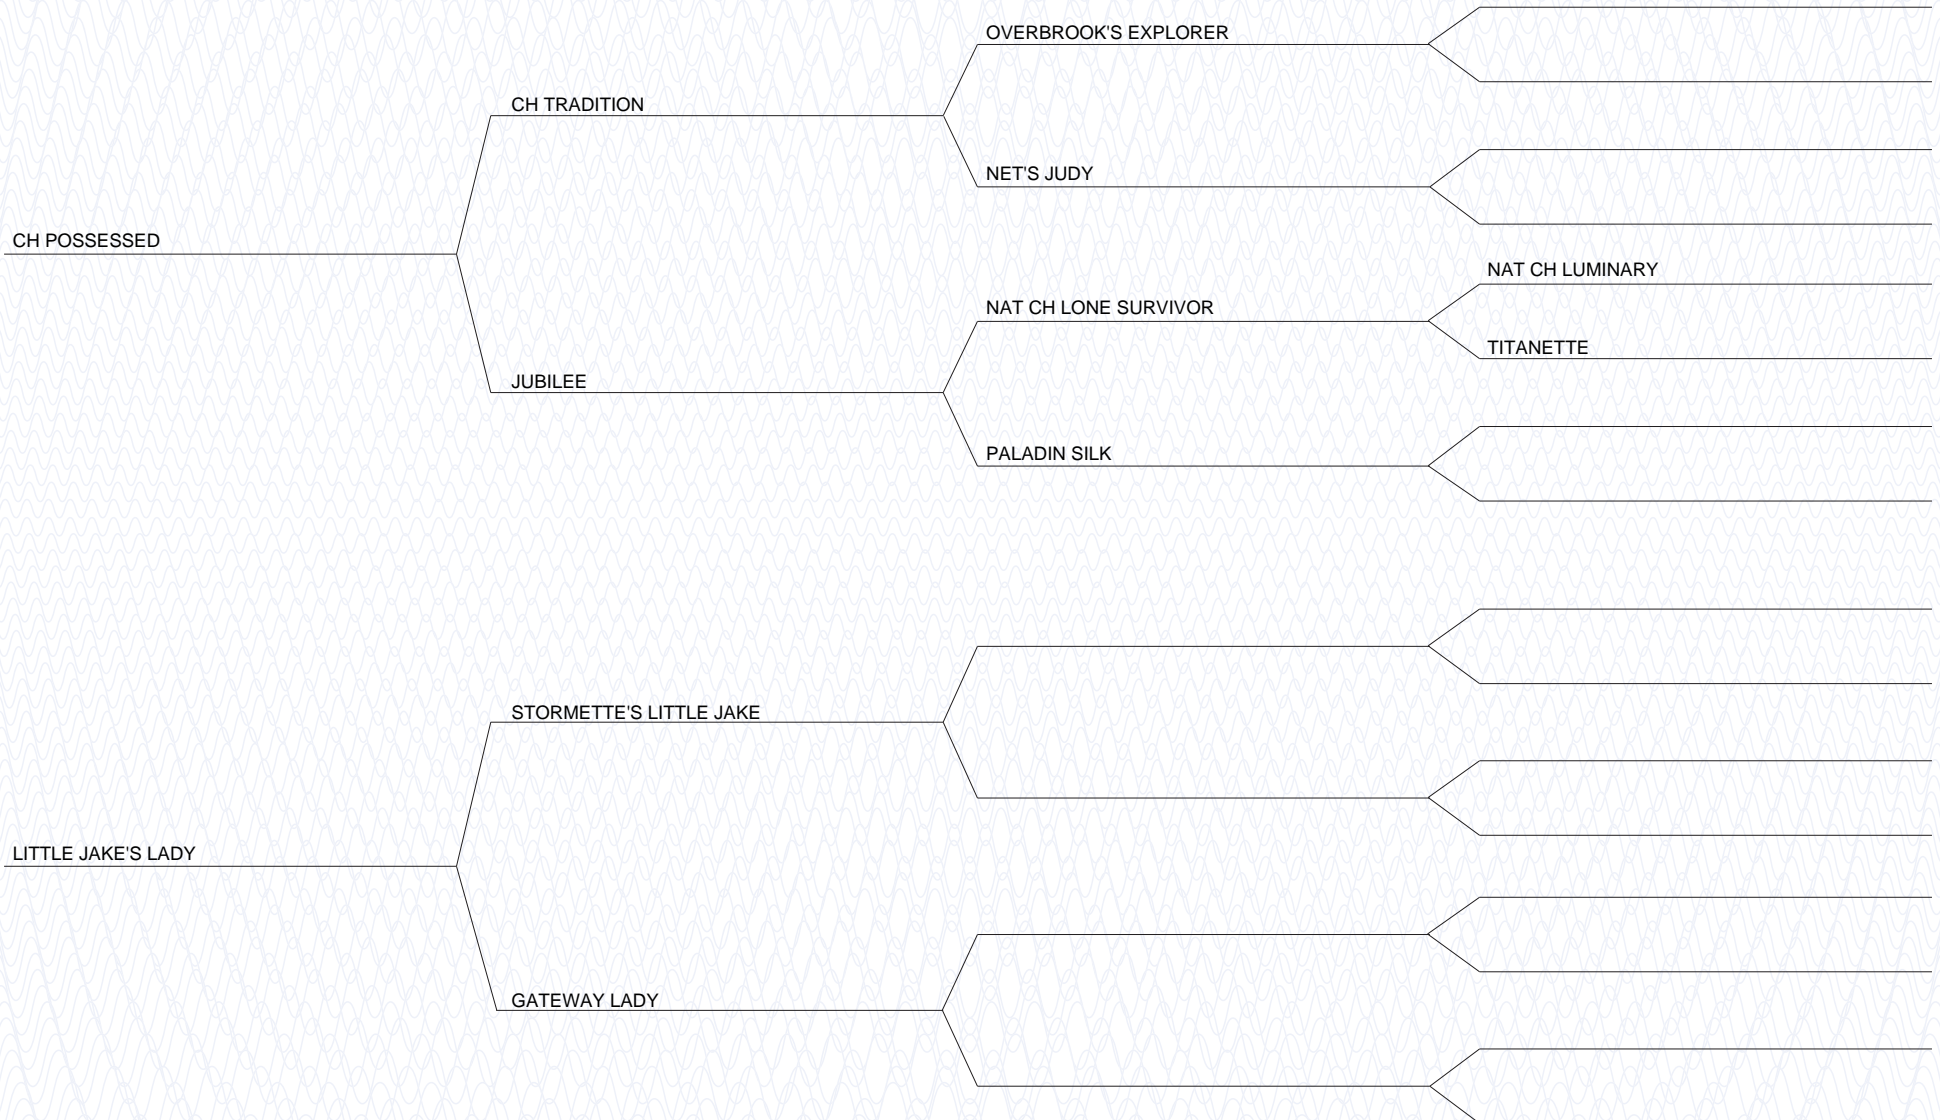 OVERBROOK'S EXPLORER
CH TRADITION
NET'S JUDY
CH POSSESSED
NAT CH LUMINARY
NAT CH LONE SURVIVOR
TITANETTE
JUBILEE
PALADIN SILK
STORMETTE'S LITTLE JAKE
LITTLE JAKE'S LADY
GATEWAY LADY